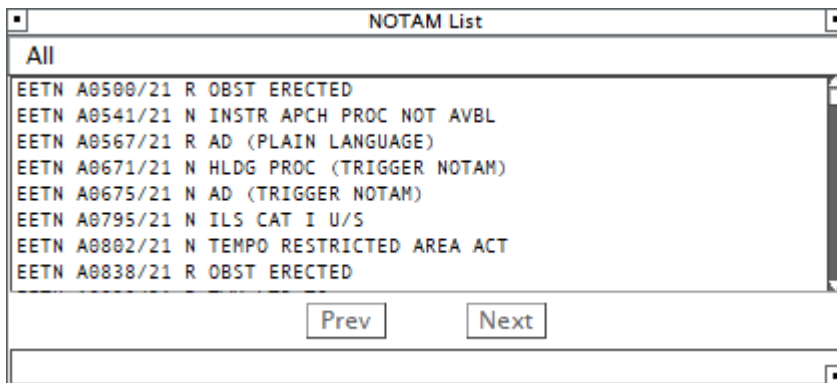 NOTAM List
All
EETN A0500/21 R OBST ERECTED
EETN A0541/21 N INSTR APCH PROC NOT AVBL
EETN A0567/21 R AD (PLAIN LANGUAGE)
EETN A0671/21 N HLDG PROC (TRIGGER NOTAM)
EETN A0675/21 N AD (TRIGGER NOTAM)
EETN A0795/21 N ILS CAT I U/S
EETN A0802/21 N TEMPO RESTRICTED AREA ACT
EETN A0838/21 R OBST ERECTED
Prev Next